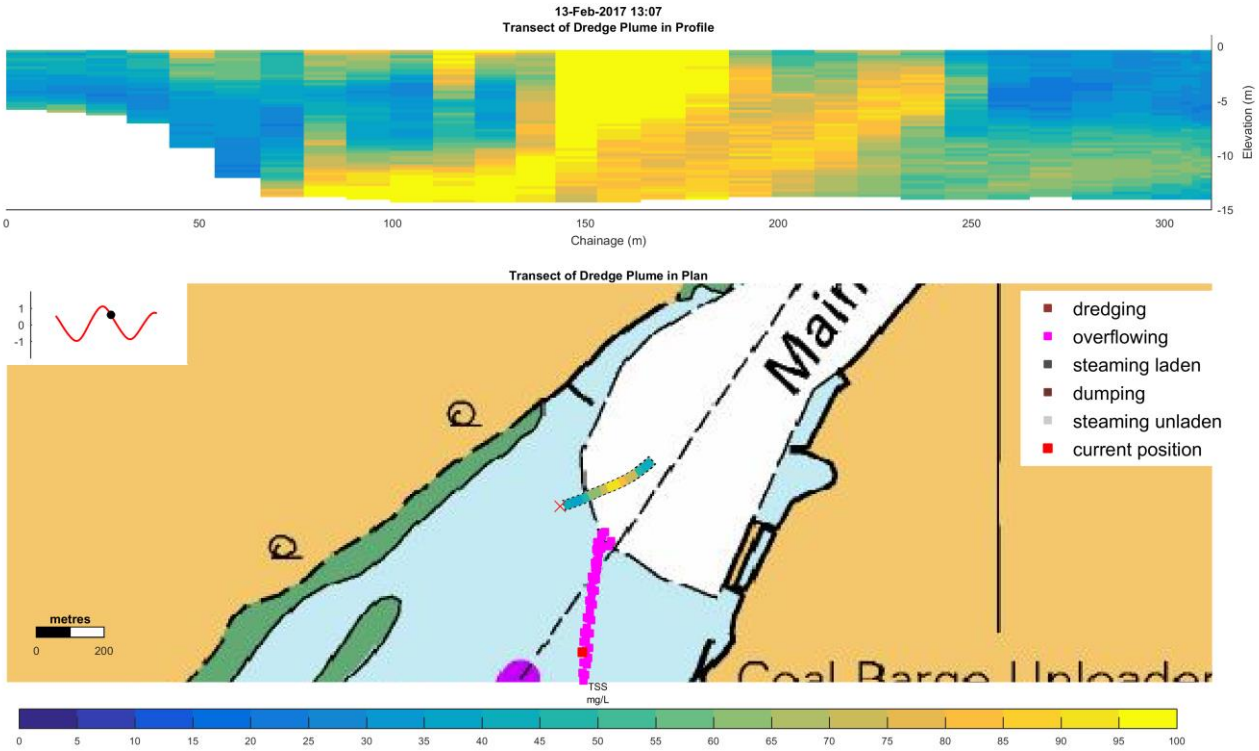 13-Feb-2017 13:07
Transect of Dredge Plume in Profile
0
-5
-10
-15
Elevation (m)
0 50 100 150 200 250 300
Chainage (m)
Transect of Dredge Plume in Plan
1
0
-1
Main
dredging
overflowing
steaming laden
dumping
steaming unladen
current position
metres
0 200
Coal Barge Unloader
TSS
mg/L
0 5 10 15 20 25 30 35 40 45 50 55 60 65 70 75 80 85 90 95 100